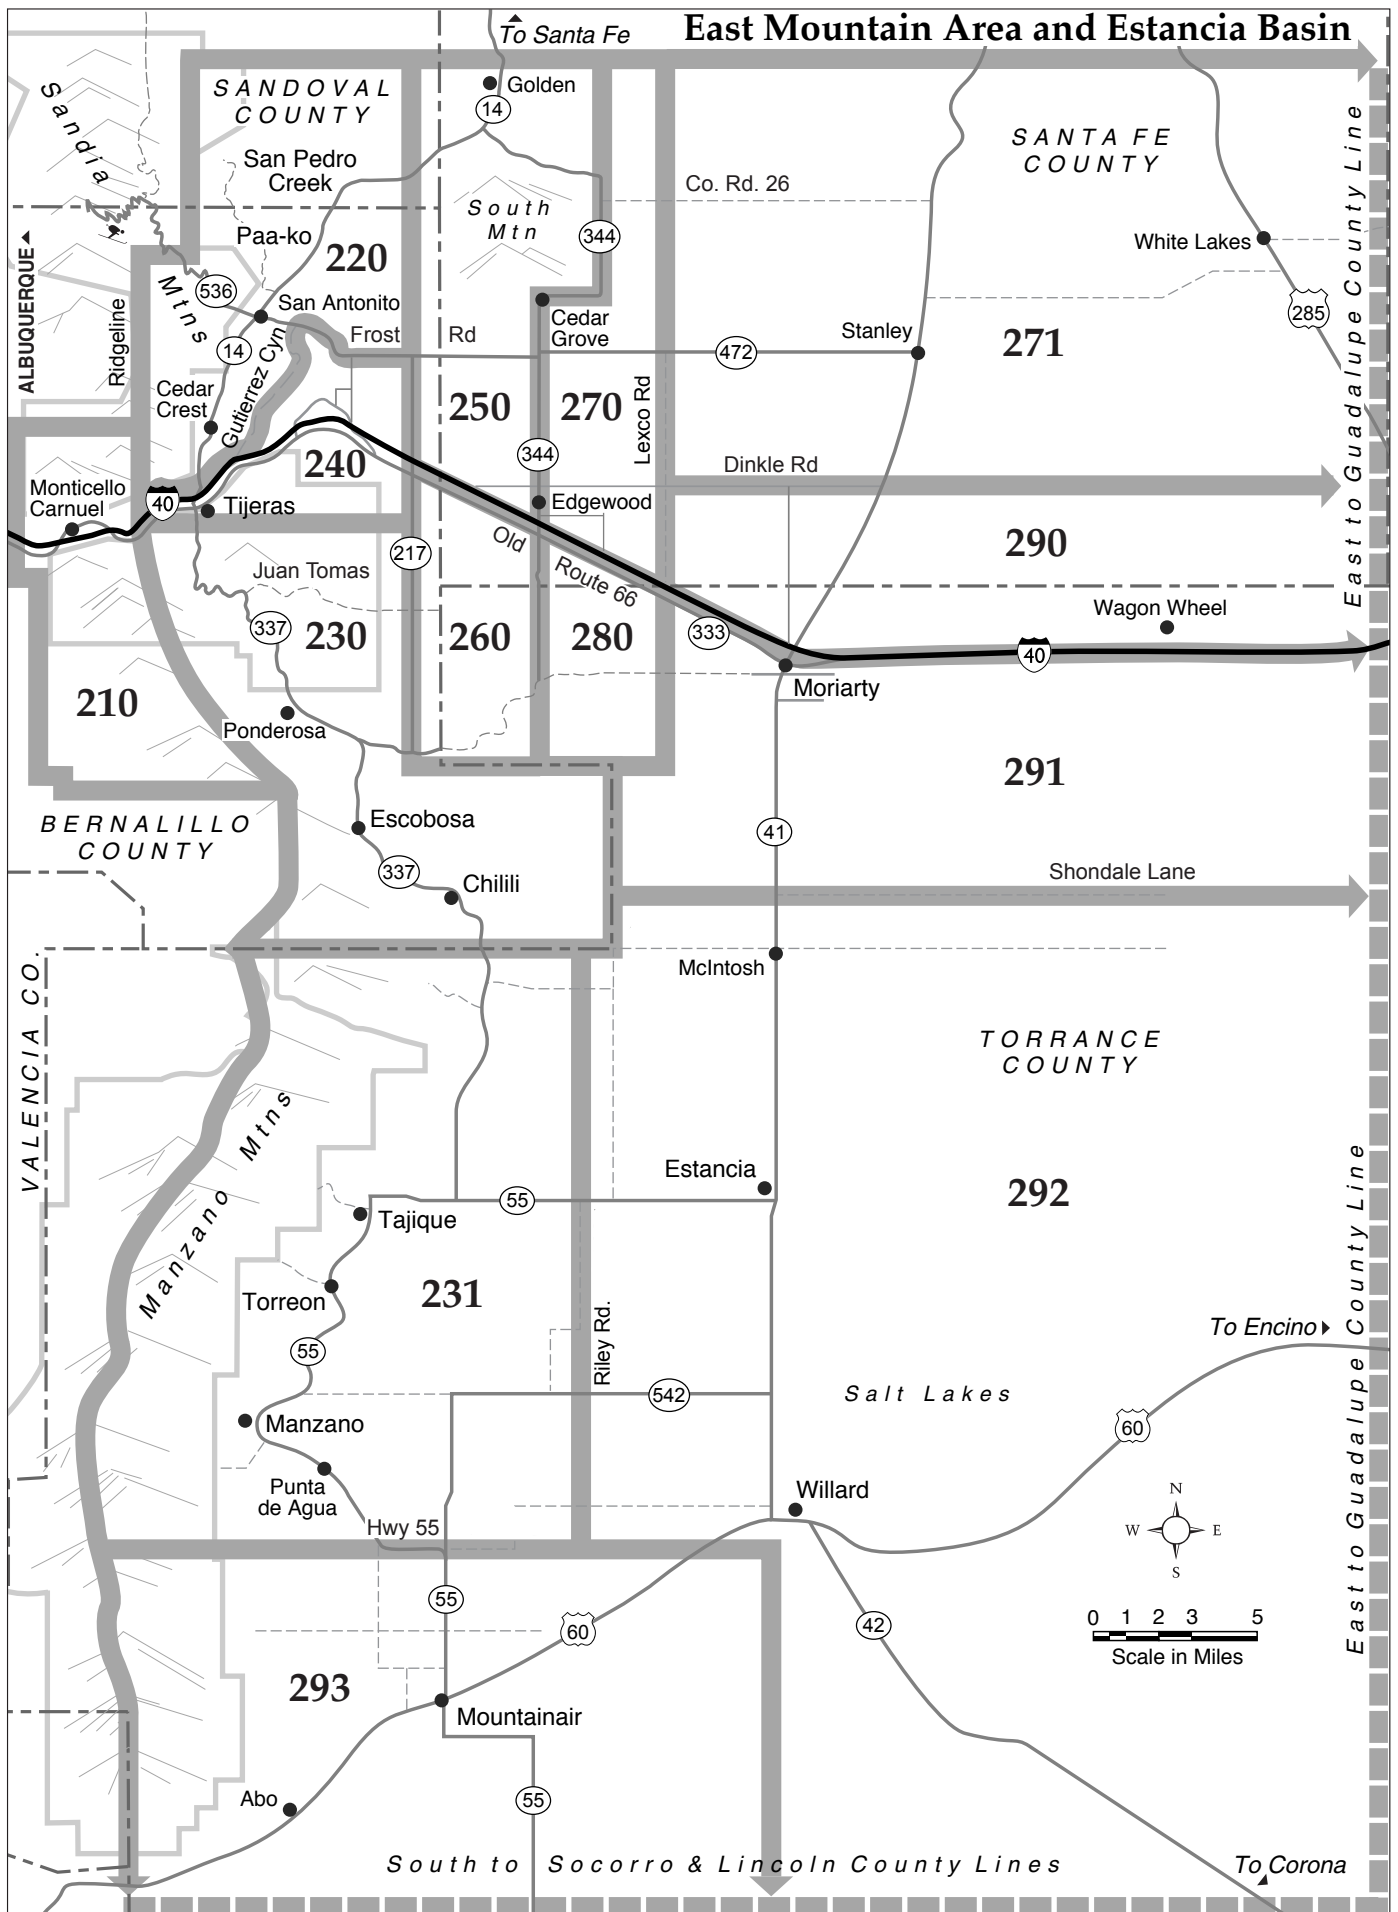 East Mountain Area and Estancia Basin
To Santa Fe
Golden
14
SANDOVAL
COUNTY
Sandia
Mtns
San Pedro
Creek
SANTA FE
COUNTY
Co. Rd. 26
South
Mtn
344
Paa-ko
220
White Lakes
ALBUQUERQUE
536
San Antonito
285
Ridgeline
Cedar
Grove
Frost
Rd
Stanley
472
271
14
Gutierrez Cyn
Cedar
Crest
250
270
Lexco Rd
East to Guadalupe County Line
344
240
Dinkle Rd
Monticello
Carnuel
40
Tijeras
Edgewood
Old
Route 66
217
290
Juan Tomas
Wagon Wheel
337
230
260
280
333
40
Moriarty
210
Ponderosa
291
Escobosa
41
BERNALILLO
COUNTY
337
Chilili
Shondale Lane
McIntosh
VALENCIA CO.
TORRANCE
COUNTY
Manzano Mtns
Estancia
55
292
Tajique
Torreon
231
East to Guadalupe County Line
To Encino
55
Riley Rd.
542
Salt Lakes
60
Manzano
Punta
de Agua
Willard
N
W
E
S
Hwy 55
55
60
42
0 1 2 3 5
Scale in Miles
293
Mountainair
Abo
55
South to Socorro & Lincoln County Lines
To Corona